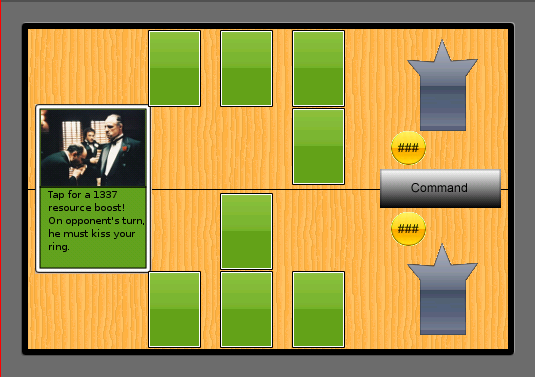 ###
Command
Tap for a 1337
resource boost!
On opponent's turn,
he must kiss your
ring.
###